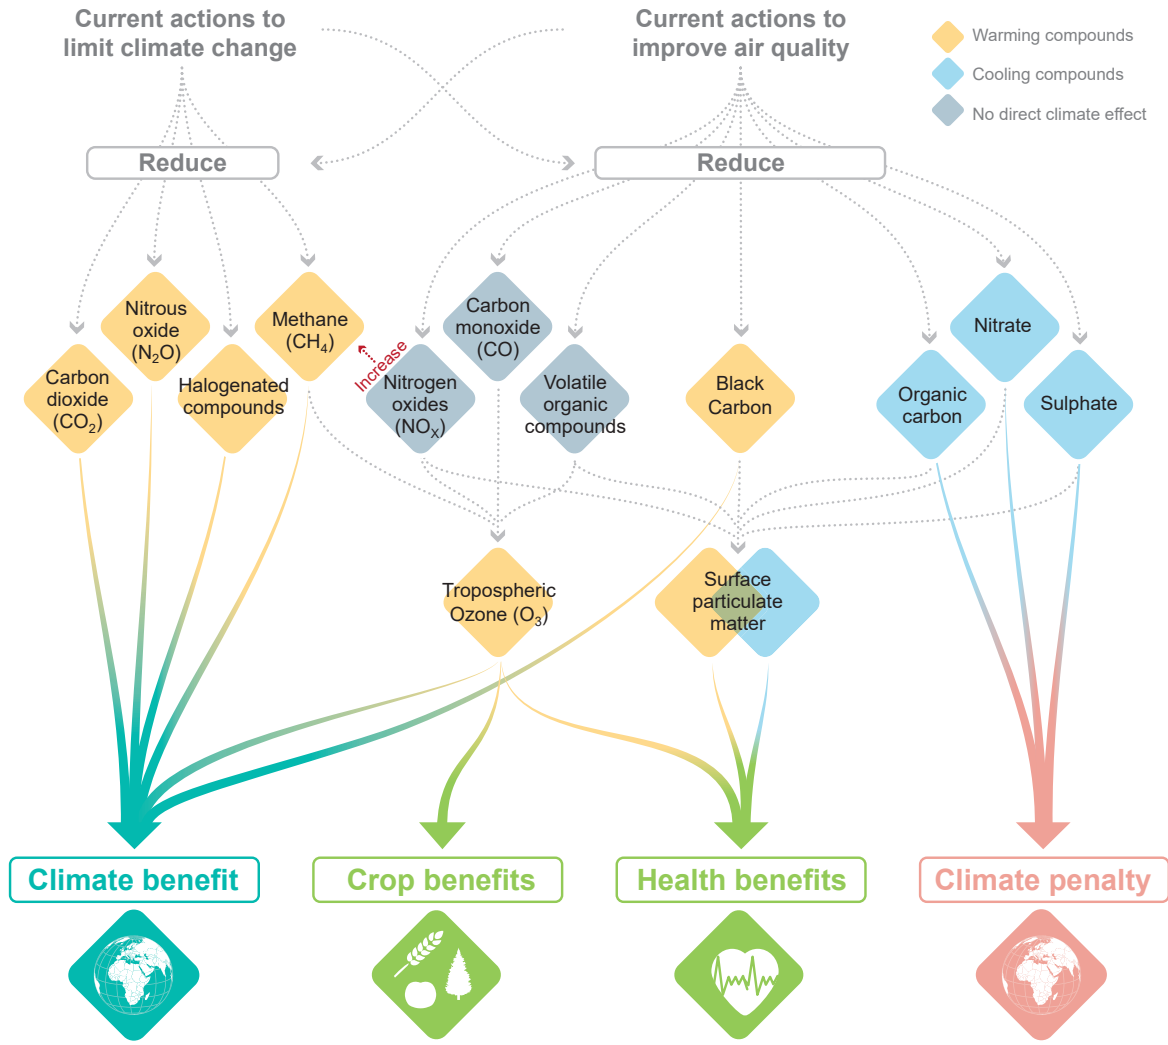 Current actions to
limit climate change
Current actions to
improve air quality
Warming compounds
Cooling compounds
No direct climate effect
Reduce
Reduce
Nitrous
oxide
(N₂O)
Methane
(CH₄)
Increase
Carbon
monoxide
(CO)
Nitrate
Carbon
dioxide
(CO₂)
Halogenated
compounds
Nitrogen
oxides
(NOₓ)
Volatile
organic
compounds
Black
Carbon
Organic
carbon
Sulphate
Tropospheric
Ozone (O₃)
Surface
particulate
matter
Climate benefit
Crop benefits
Health benefits
Climate penalty